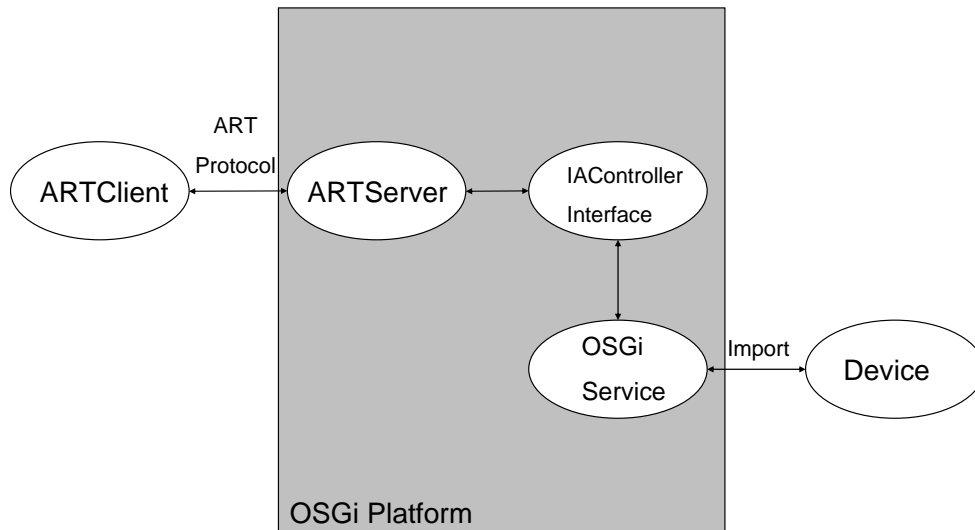 ART
Protocol
ARTClient
ARTServer
IAController
Interface
OSGi
Service
Import
Device
OSGi Platform